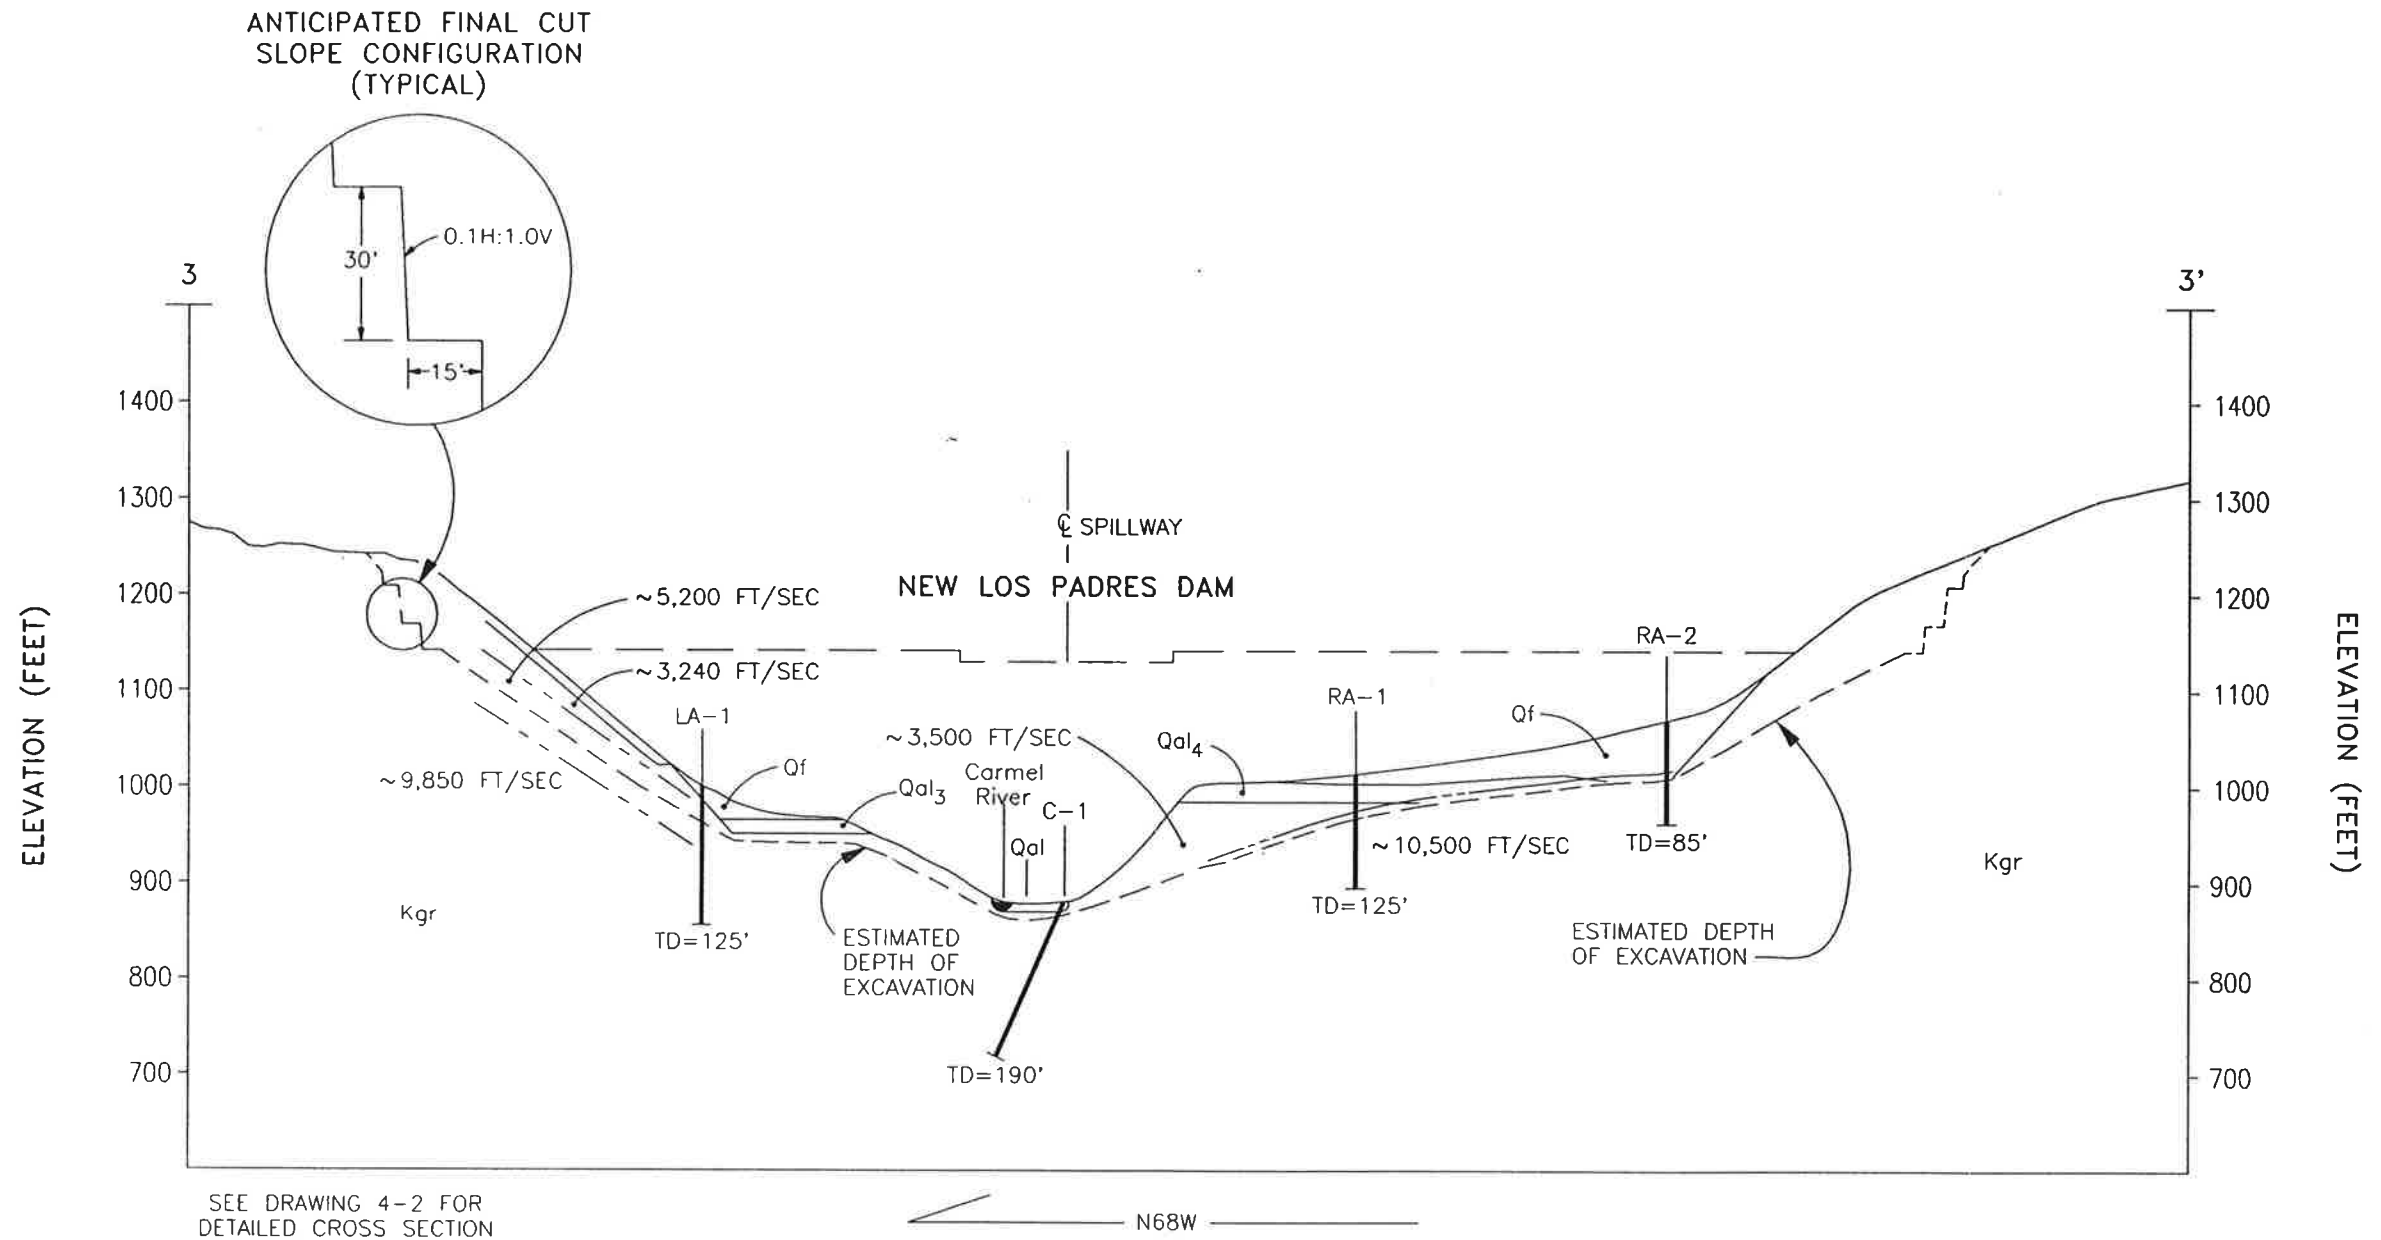 ANTICIPATED FINAL CUT
SLOPE CONFIGURATION
(TYPICAL)
30'
0.1H:1.0V
15'
3
3'
1400
1300
1200
1100
1000
900
800
700
ELEVATION (FEET)
1400
1300
1200
1100
1000
900
800
700
ELEVATION (FEET)
℄ SPILLWAY
NEW LOS PADRES DAM
~5,200 FT/SEC
~3,240 FT/SEC
~9,850 FT/SEC
LA-1
TD=125'
Qf
Qal3
~3,500 FT/SEC
Carmel
River
C-1
Qal
TD=190'
Qal4
RA-1
~10,500 FT/SEC
TD=125'
Qf
RA-2
TD=85'
Kgr
Kgr
ESTIMATED
DEPTH OF
EXCAVATION
ESTIMATED DEPTH
OF EXCAVATION
SEE DRAWING 4-2 FOR
DETAILED CROSS SECTION
N68W